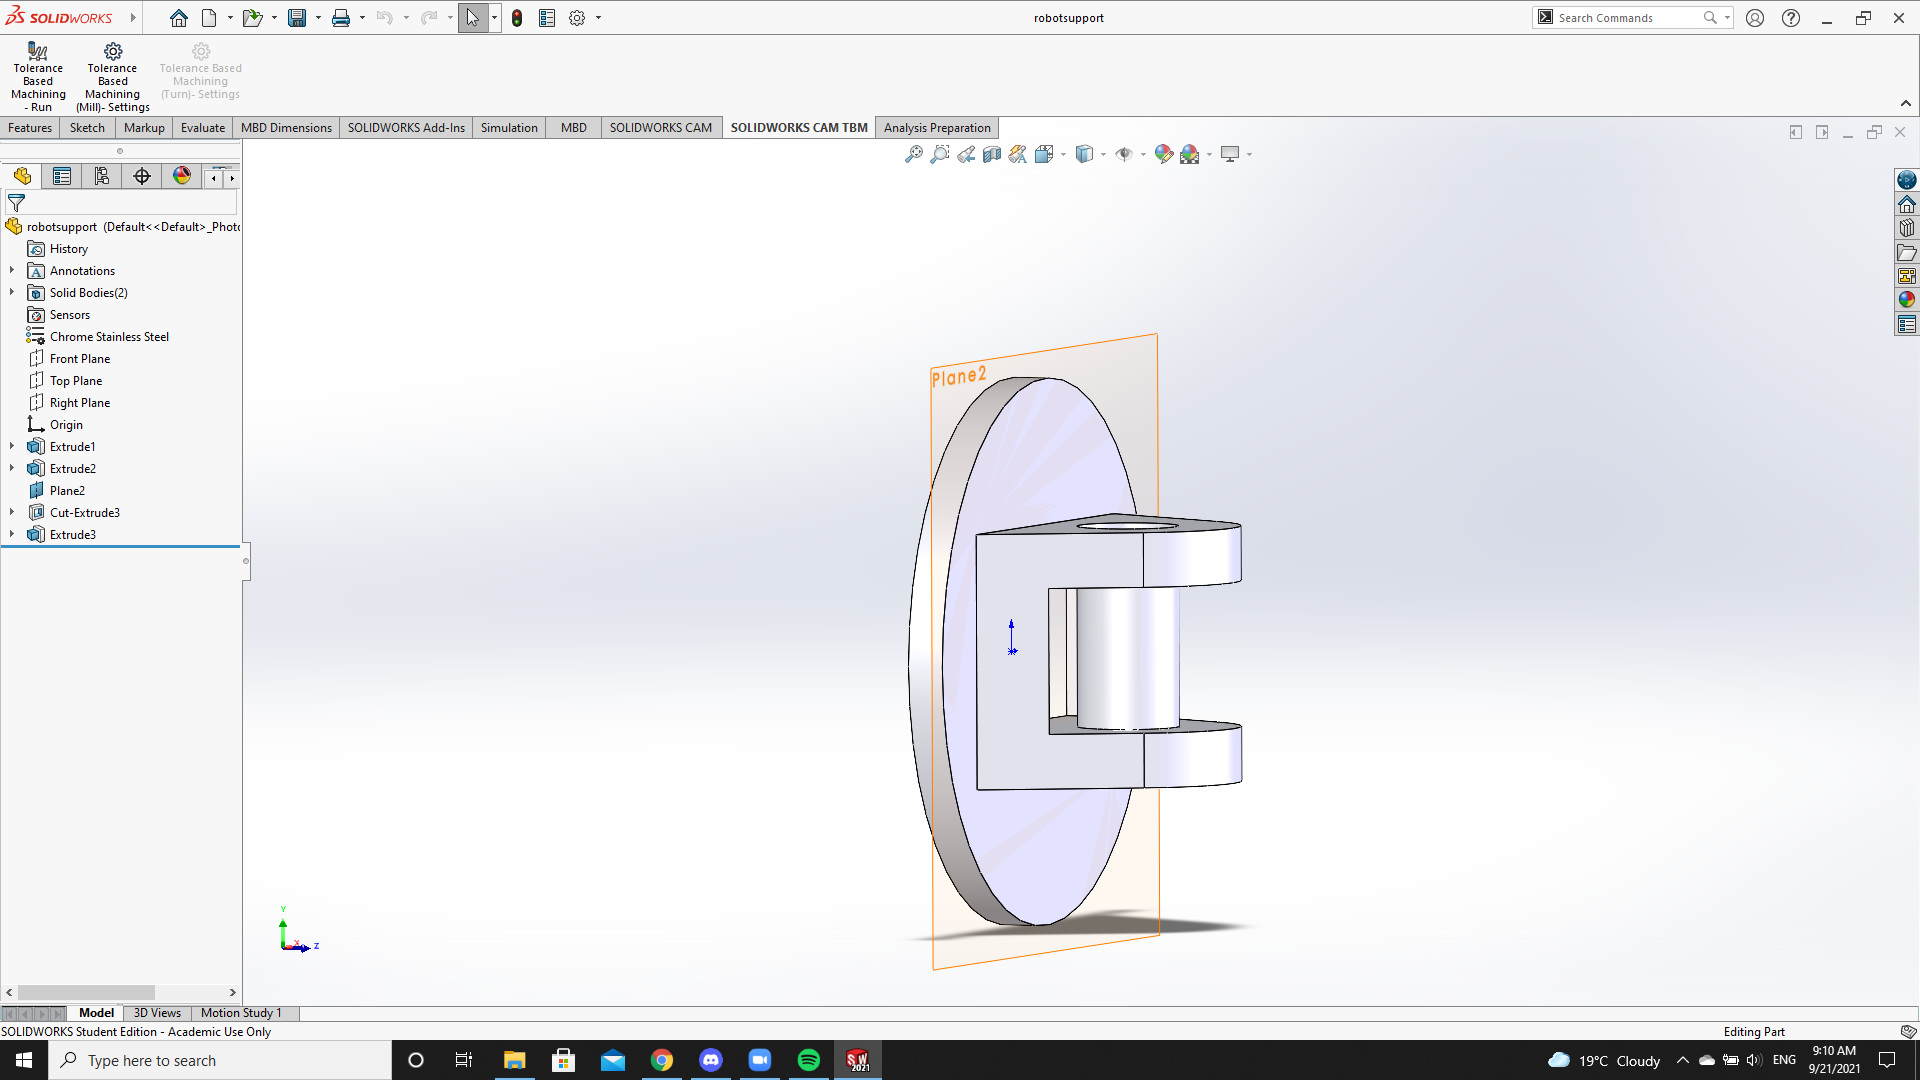 SOLIDWORKS
robotsupport
Search Commands
Tolerance Based Machining - Run
Tolerance Based Machining (Mill)- Settings
Tolerance Based Machining (Turn)- Settings
Features
Sketch
Markup
Evaluate
MBD Dimensions
SOLIDWORKS Add-Ins
Simulation
MBD
SOLIDWORKS CAM
SOLIDWORKS CAM TBM
Analysis Preparation
robotsupport (Default<<Default>_Phot
History
Annotations
Solid Bodies(2)
Sensors
Chrome Stainless Steel
Front Plane
Top Plane
Right Plane
Origin
Extrude1
Extrude2
Plane2
Cut-Extrude3
Extrude3
Plane2
Y
X
Z
Model
3D Views
Motion Study 1
SOLIDWORKS Student Edition - Academic Use Only
Editing Part
Type here to search
SW 2021
19°C Cloudy
ENG
9:10 AM
9/21/2021